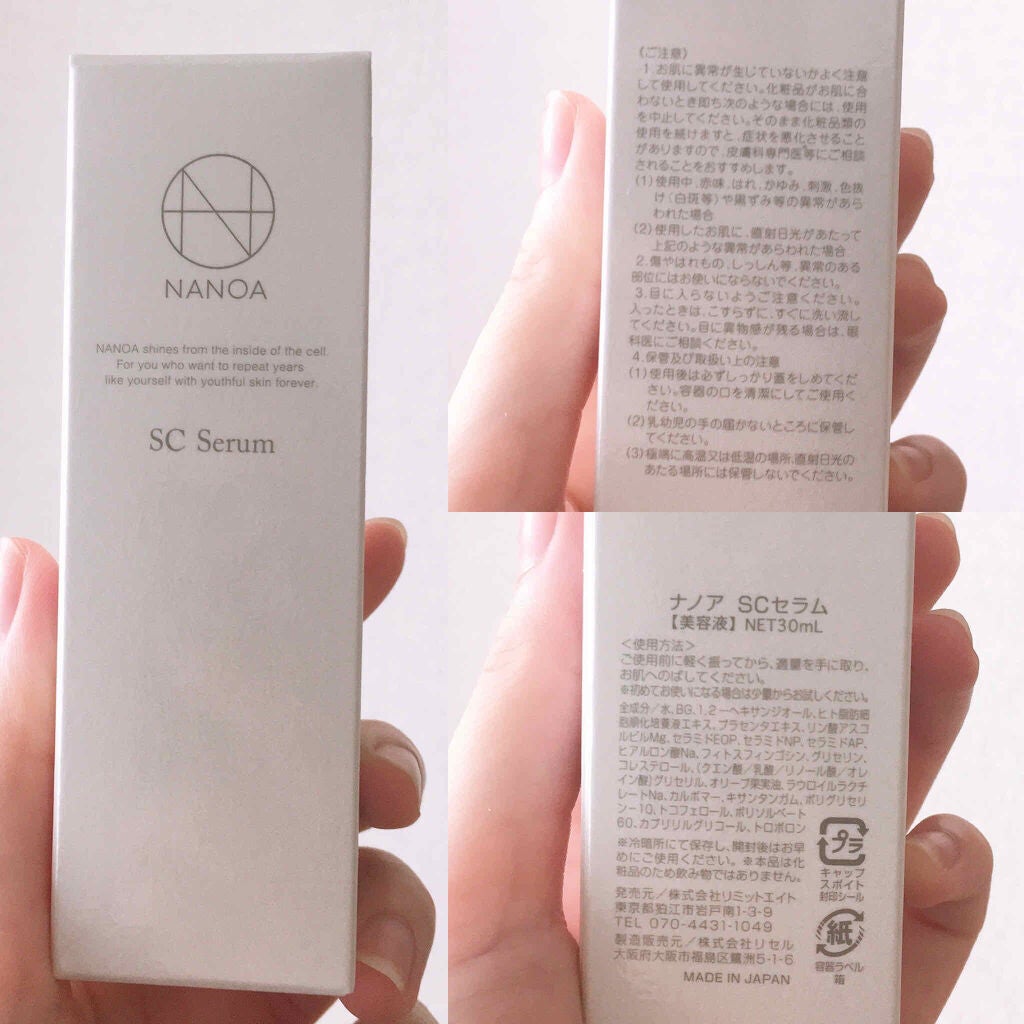 NANOA
NANOA shines from the inside of the cell.
For you who want to repeat years
like yourself with youthful skin forever.
SC Serum
(ご注意)
1.お肌に異常が生じていないかよく注意
して使用してください。化粧品がお肌に合
わないとき即ち次のような場合には、使用
を中止してください。そのまま化粧品類の
使用を続けますと、症状を悪化させること
がありますので、皮膚科専門医等にご相談
されることをおすすめします。
(1)使用中、赤味、はれ、かゆみ、刺激、色抜
け(白斑等)や黒ずみ等の異常があら
われた場合
(2)使用したお肌に、直射日光があたって
上記のような異常があらわれた場合
2.傷やはれもの、しっしん等、異常のある
部位にはお使いにならないでください。
3.目に入らないようご注意ください。
入ったときは、こすらずに、すぐに洗い流し
てください。目に異物感が残る場合は、眼
科医にご相談ください。
4.保管及び取扱い上の注意
(1)使用後は必ずしっかり蓋をしめてくだ
さい。容器の口を清潔にしてご使用く
ださい。
(2)乳幼児の手の届かないところに保管し
てください。
(3)極端に高温又は低温の場所、直射日光の
あたる場所には保管しないでください。
ナノア SCセラム
【美容液】NET30mL
<使用方法>
ご使用前に軽く振ってから、適量を手に取り、
お肌へのばしてください。
※初めてお使いになる場合は少量からお試しください。
全成分/水、BG、1,2-ヘキサンジオール、ヒト脂肪細
胞順化培養液エキス、プラセンタエキス、リン酸アスコ
ルビルMg、セラミドEOP、セラミドNP、セラミドAP、
ヒアルロン酸Na、フィトスフィンゴシン、グリセリン、
コレステロール、(クエン酸/乳酸/リノール酸/オレ
イン酸)グリセリル、オリーブ果実油、ラウロイルラクチ
レートNa、カルボマー、キサンタンガム、ポリグリセリ
ン-10、トコフェロール、ポリソルベート
60、カプリリルグリコール、トロポロン
※冷暗所にて保存し、開封後はお早
めにご使用ください。※本品は化
粧品のため飲み物ではありません。
発売元/株式会社リミットエイト
東京都狛江市岩戸南1-3-9
TEL 070-4431-1049
製造販売元/株式会社リセル
大阪府大阪市福島区鷺洲5-1-6
MADE IN JAPAN
プラ
キャップ
スポイト
封印シール
紙
容器ラベル
箱